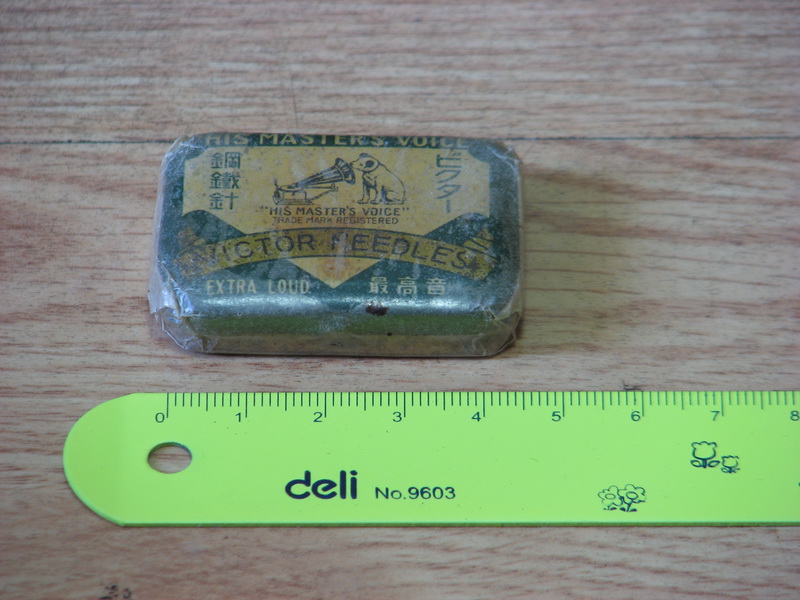 HIS MASTER'S VOICE
鋼鐵針
ビクター
"HIS MASTER'S VOICE"
TRADE MARK REGISTERED
VICTOR NEEDLES
EXTRA LOUD 最高音
0 1 2 3 4 5 6 7 8
deli No.9603